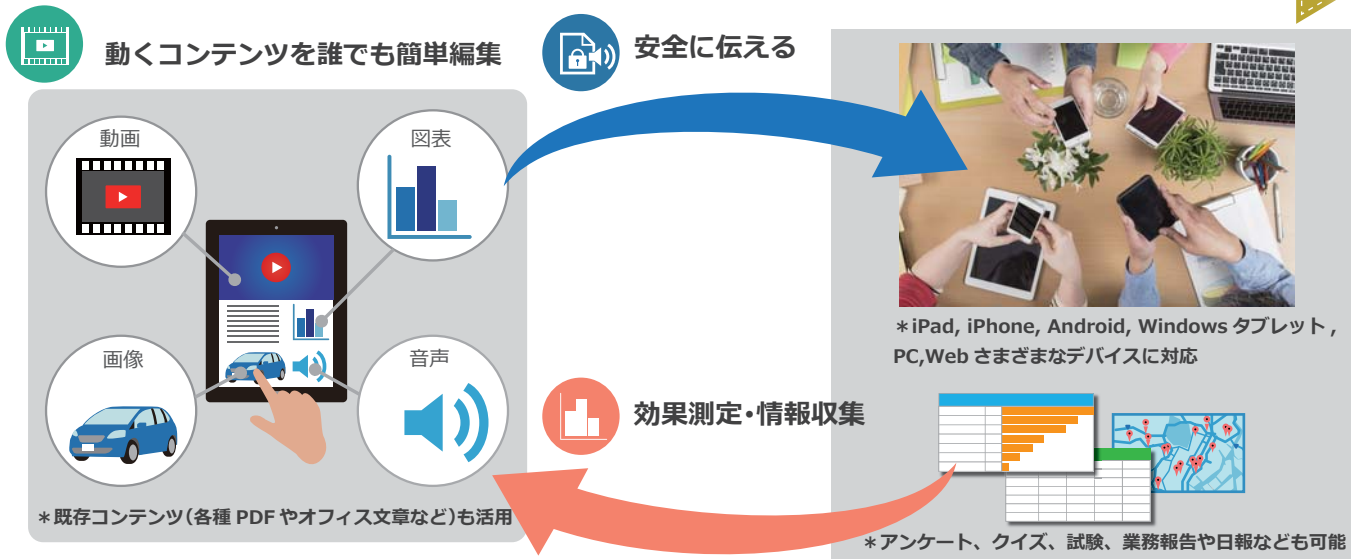 動くコンテンツを誰でも簡単編集
安全に伝える
動画
図表
画像
音声
＊既存コンテンツ（各種 PDF やオフィス文章など）も活用
＊iPad, iPhone, Android, Windows タブレット ,
PC,Web さまざまなデバイスに対応
効果測定・情報収集
＊アンケート、クイズ、試験、業務報告や日報なども可能